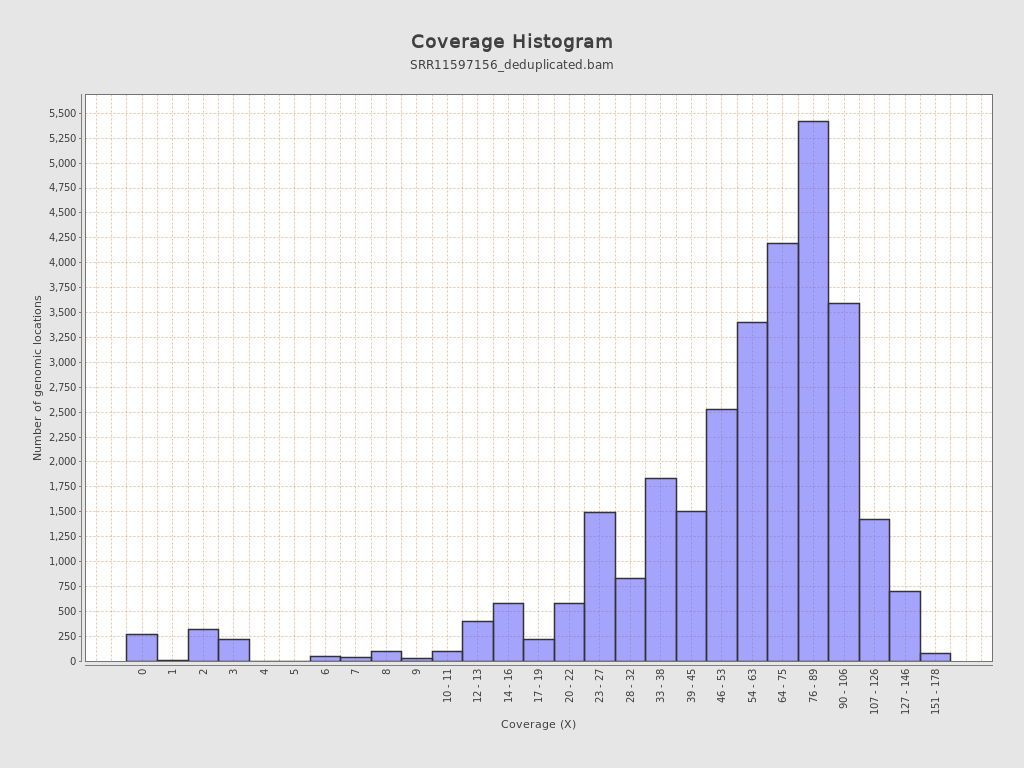 Coverage Histogram
SRR11597156_deduplicated.bam
Number of genomic locations
5,500
5,250
5,000
4,750
4,500
4,250
4,000
3,750
3,500
3,250
3,000
2,750
2,500
2,250
2,000
1,750
1,500
1,250
1,000
750
500
250
0
0
1
2
3
4
5
6
7
8
9
10 - 11
12 - 13
14 - 16
17 - 19
20 - 22
23 - 27
28 - 32
33 - 38
39 - 45
46 - 53
54 - 63
64 - 75
76 - 89
90 - 106
107 - 126
127 - 146
151 - 178
Coverage (X)